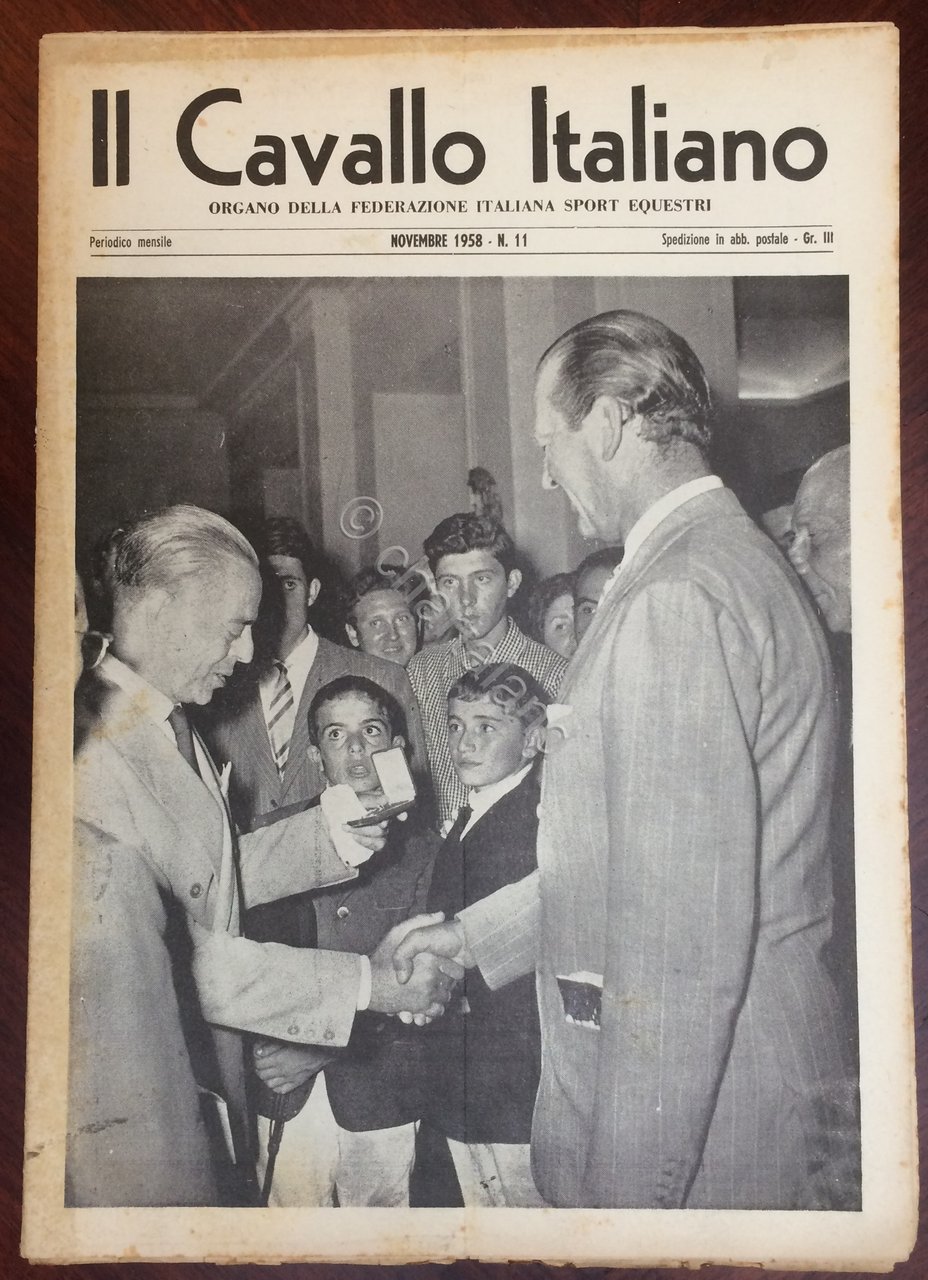 Il Cavallo Italiano
ORGANO DELLA FEDERAZIONE ITALIANA SPORT EQUESTRI
Periodico mensile NOVEMBRE 1958 - N. 11 Spedizione in abb. postale - Gr. III
©